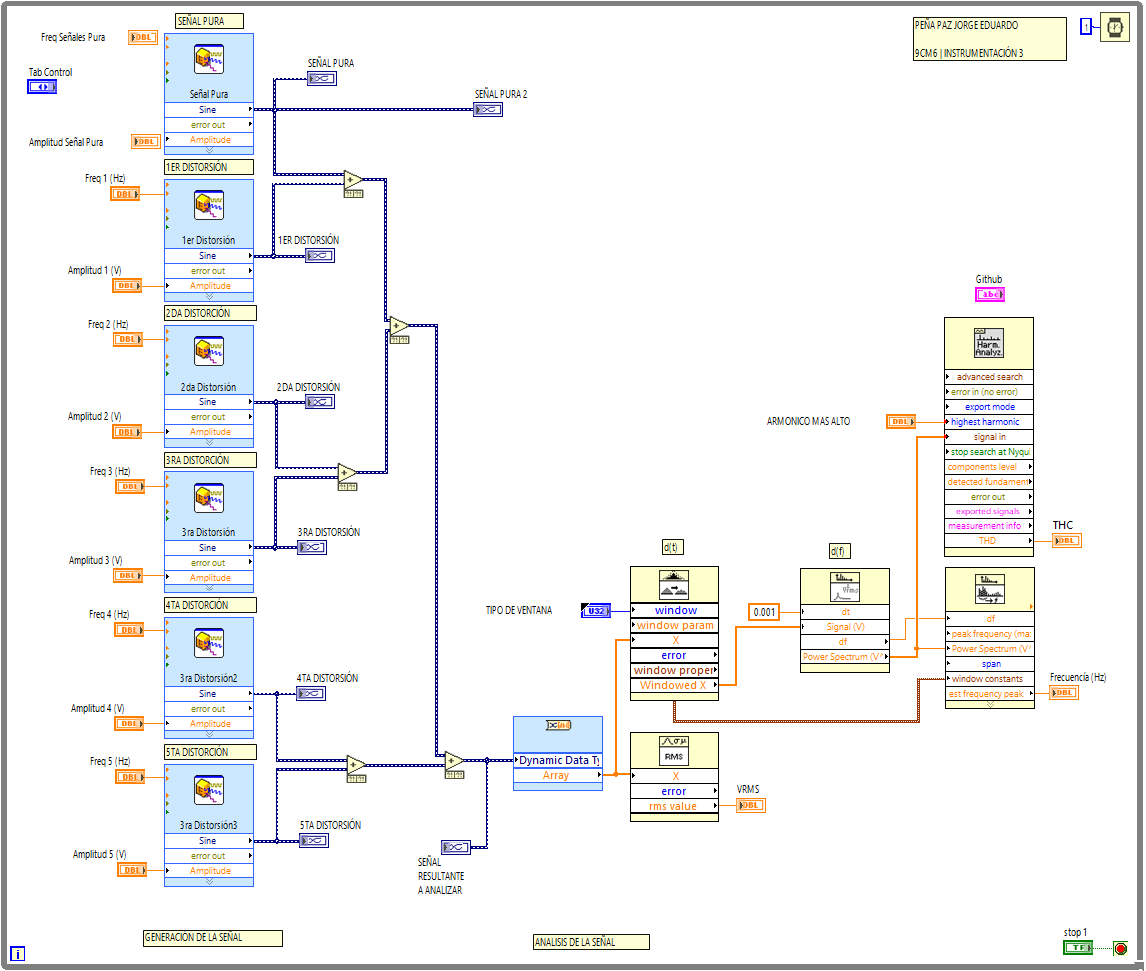 SEÑAL PURA
Freq Señales Pura
DBL
Tab Control
Señal Pura
Sine
error out
Amplitude
Amplitud Señal Pura
DBL
SEÑAL PURA
SEÑAL PURA 2
PEÑA PAZ JORGE EDUARDO
9CM6 | INSTRUMENTACIÓN 3
1
1ER DISTORSIÓN
Freq 1 (Hz)
DBL
1er Distorsión
Sine
error out
Amplitude
Amplitud 1 (V)
DBL
1ER DISTORSIÓN
2DA DISTORCIÓN
Freq 2 (Hz)
DBL
2da Distorsión
Sine
error out
Amplitude
Amplitud 2 (V)
DBL
2DA DISTORSIÓN
3RA DISTORCIÓN
Freq 3 (Hz)
DBL
3ra Distorsión
Sine
error out
Amplitude
Amplitud 3 (V)
DBL
3RA DISTORSIÓN
4TA DISTORCIÓN
Freq 4 (Hz)
DBL
3ra Distorsión2
Sine
error out
Amplitude
Amplitud 4 (V)
DBL
4TA DISTORSIÓN
5TA DISTORCIÓN
Freq 5 (Hz)
DBL
3ra Distorsión3
Sine
error out
Amplitude
Amplitud 5 (V)
DBL
5TA DISTORSIÓN
SEÑAL
RESULTANTE
A ANALIZAR
Dynamic Data Ty
Array
TIPO DE VENTANA
U32
d(t)
window
window param
X
error
window proper
Windowed X
RMS
X
error
rms value
VRMS
DBL
d(f)
0.001
Vrms
dt
Signal (V)
df
Power Spectrum (V^
Github
abc
Harm.
Analyz.
advanced search
error in (no error)
export mode
highest harmonic
signal in
stop search at Nyqui
components level
detected fundament
error out
exported signals
measurement info
THD
ARMONICO MAS ALTO
DBL
THC
DBL
df
peak frequency (ma:
Power Spectrum (V^
span
window constants
est frequency peak
Frecuencía (Hz)
DBL
GENERACIÓN DE LA SEÑAL
ANALISIS DE LA SEÑAL
stop 1
TF
i